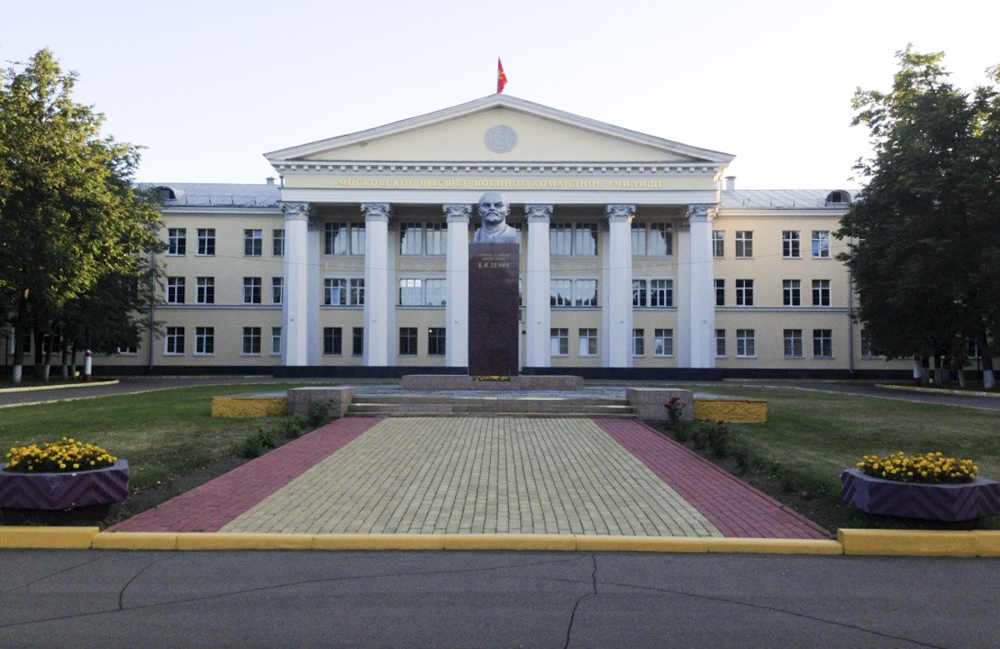 МОСКОВСКОЕ ВЫСШЕЕ ВОЕННОЕ КОМАНДНОЕ УЧИЛИЩЕ
В.И. ЛЕНИН